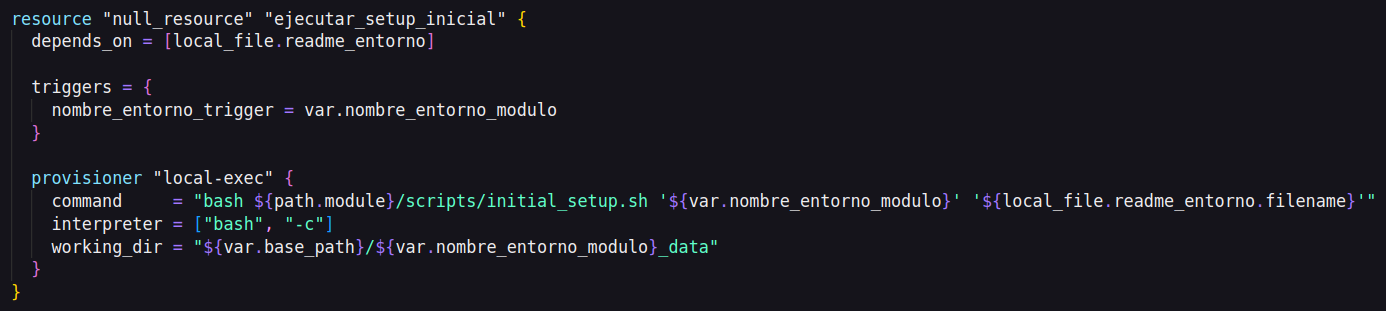 resource "null_resource" "ejecutar_setup_inicial" {
  depends_on = [local_file.readme_entorno]

  triggers = {
    nombre_entorno_trigger = var.nombre_entorno_modulo
  }

  provisioner "local-exec" {
    command     = "bash ${path.module}/scripts/initial_setup.sh '${var.nombre_entorno_modulo}' '${local_file.readme_entorno.filename}'"
    interpreter = ["bash", "-c"]
    working_dir = "${var.base_path}/${var.nombre_entorno_modulo}_data"
  }
}